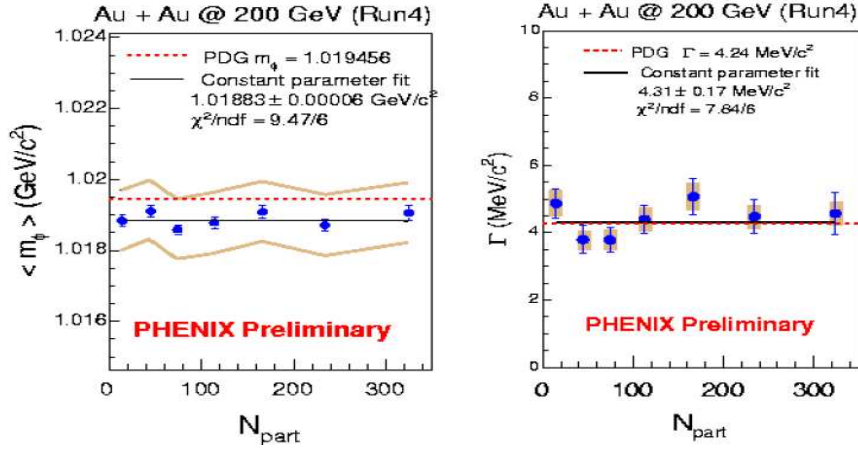 Au + Au @ 200 GeV (Run4)
1.024
PDG m_ϕ = 1.019456
Constant parameter fit
1.01883 ± 0.00006 GeV/c²
χ²/ndf = 9.47/6
1.022
1.02
1.018
1.016
< m_ϕ > (GeV/c²)
PHENIX Preliminary
0 100 200 300
N_part
Au + Au @ 200 GeV (Run4)
10
PDG Γ = 4.24 MeV/c²
Constant parameter fit
4.31 ± 0.17 MeV/c²
χ²/ndf = 7.64/6
8
6
4
2
0
Γ (MeV/c²)
PHENIX Preliminary
0 100 200 300
N_part